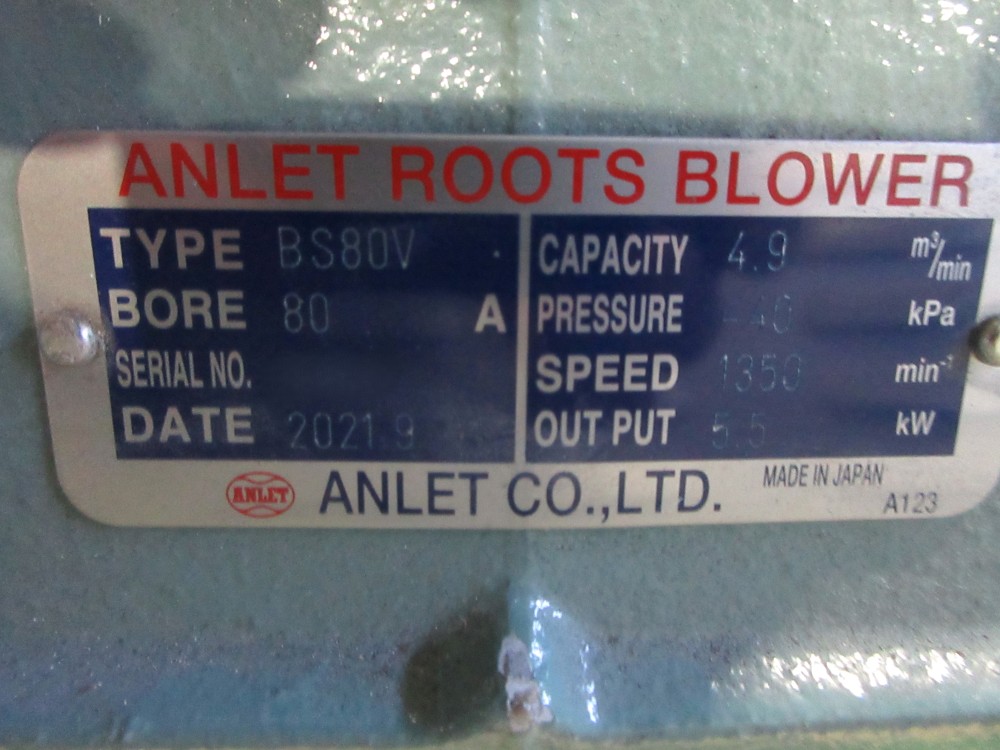 ANLET ROOTS BLOWER
TYPE BS80V
BORE 80 A
SERIAL NO.
DATE 2021.9
CAPACITY 4.9 m³/min
PRESSURE -40 kPa
SPEED 1350 min⁻¹
OUT PUT 5.5 kW
ANLET ANLET CO.,LTD.
MADE IN JAPAN
A123